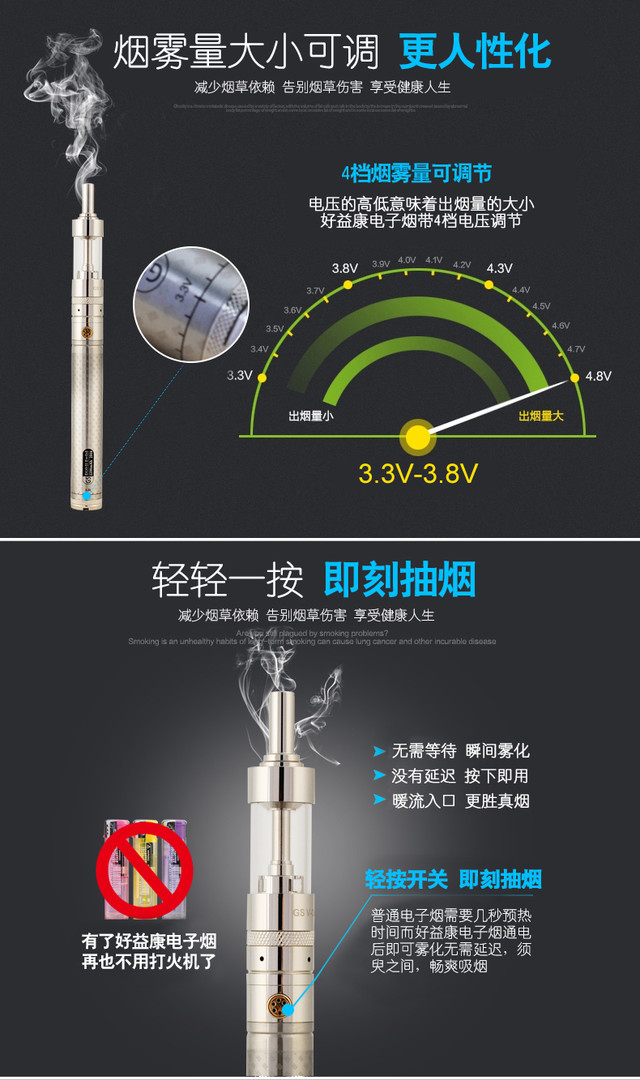 烟雾量大小可调 更人性化
减少烟草依赖 告别烟草伤害 享受健康人生
4档烟雾量可调节
电压的高低意味着出烟量的大小
好益康电子烟带4档电压调节
3.3V
3.4V
3.5V
3.6V
3.7V
3.8V
3.9V
4.0V
4.1V
4.2V
4.3V
4.4V
4.5V
4.6V
4.7V
4.8V
3.3V
出烟量小
出烟量大
3.3V-3.8V
轻轻一按 即刻抽烟
减少烟草依赖 告别烟草伤害 享受健康人生
Are you still plagued by smoking problems?
Smoking is an unhealthy habits of long-term smoking can cause lung cancer and other incurable disease
无需等待 瞬间雾化
没有延迟 按下即用
暖流入口 更胜真烟
轻按开关 即刻抽烟
普通电子烟需要几秒预热
时间而好益康电子烟通电
后即可雾化无需延迟，须
臾之间，畅爽吸烟
有了好益康电子烟
再也不用打火机了